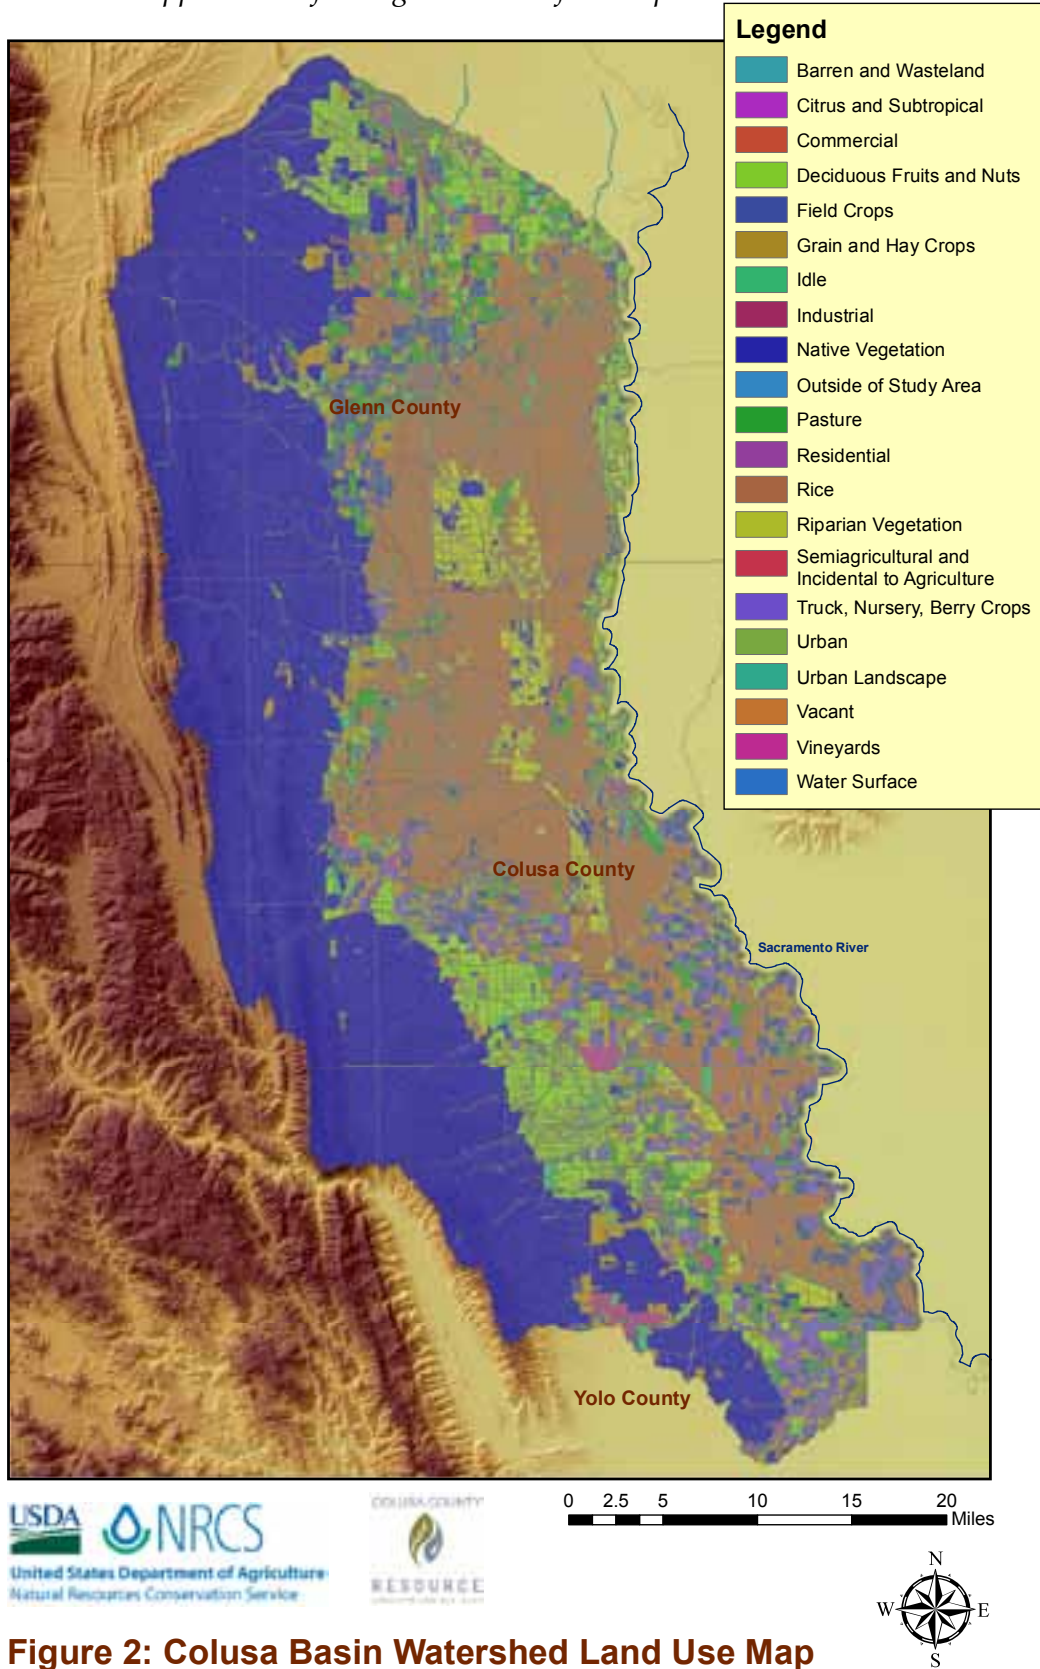 Legend
Barren and Wasteland
Citrus and Subtropical
Commercial
Deciduous Fruits and Nuts
Field Crops
Grain and Hay Crops
Idle
Industrial
Native Vegetation
Outside of Study Area
Pasture
Residential
Rice
Riparian Vegetation
Semiagricultural and
Incidental to Agriculture
Truck, Nursery, Berry Crops
Urban
Urban Landscape
Vacant
Vineyards
Water Surface
Glenn County
Colusa County
Sacramento River
Yolo County
0 2.5 5 10 15 20
Miles
USDA NRCS
United States Department of Agriculture
Natural Resources Conservation Service
COLUSA COUNTY
RESOURCE
N
W E
S
Figure 2: Colusa Basin Watershed Land Use Map